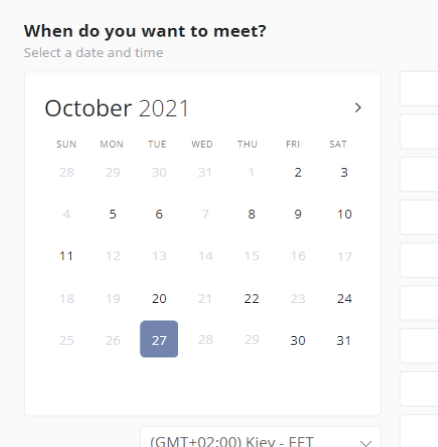 When do you want to meet?
Select a date and time
October 2021
SUN MON TUE WED THU FRI SAT
28 29 30 31 1 2 3
4 5 6 7 8 9 10
11 12 13 14 15 16 17
18 19 20 21 22 23 24
25 26 27 28 29 30 31
(GMT+02:00) Kiev - EET